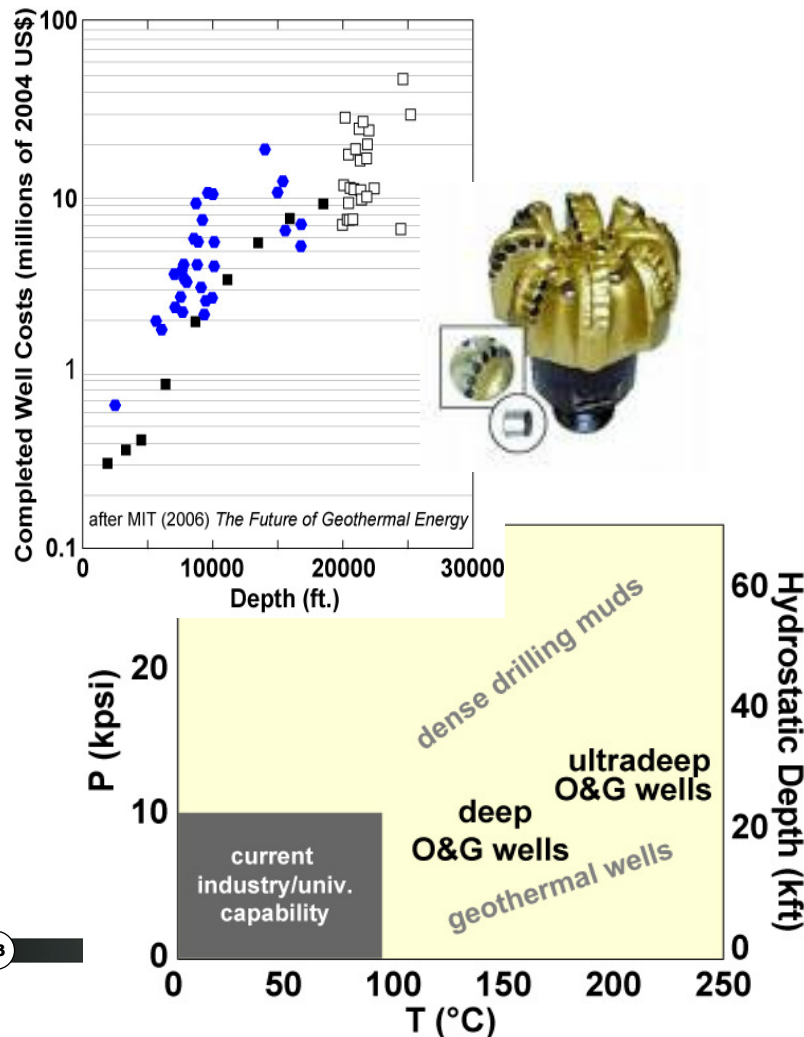 Completed Well Costs (millions of 2004 US$)
100
10
1
0.1
after MIT (2006) The Future of Geothermal Energy
0
10000
20000
30000
Depth (ft.)
P (kpsi)
20
10
0
Hydrostatic Depth (kft)
60
40
20
0
dense drilling muds
ultradeep
O&G wells
deep
O&G wells
geothermal wells
current
industry/univ.
capability
0
50
100
150
200
250
T (°C)